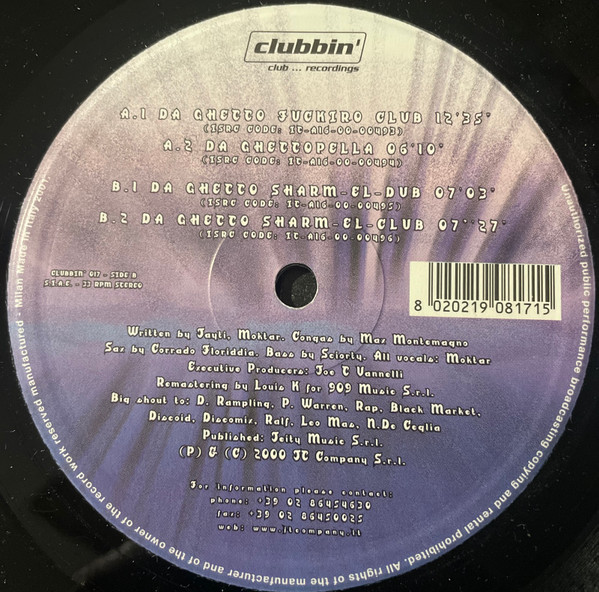 clubbin'
club ... recordings
A.1 DA GHETTO FUCKIRO CLUB 12'35'
(ISRC CODE: IT-A16-00-00493)
A.2 DA GHETTOPELLA 06'10'
(ISRC CODE: IT-A16-00-00494)
B.1 DA GHETTO SHARM-EL-DUB 07'03'
(ISRC CODE: IT-A16-00-00495)
B.2 DA GHETTO SHARM-EL-CLUB 07''27'
(ISRC CODE: IT-A16-00-00496)
CLUBBIN' 017 - SIDE A
S.I.A.E. - 33 RPM STEREO
8 020219 081715
Written by Jayti, Moktar. Congas by Max Montemagno
Sax by Corrado Floriddia. Bass by Sciorty. All vocals: Moktar
Executive Producers: Joe T Vannelli
Remastering by Louis K for 909 Music S.r.l.
Big shout to: D. Rampling, P. Warren, Rap, Black Market,
Discoid, Discomix, Ralf, Leo Mas, N.De Ceglia
Published: Jeity Music S.r.l.
(P) & (C) 2000 JT Company S.r.l.
For information please contact:
phone: +39 02 86454630
fax: +39 02 86450025
web: www.jtcompany.it
Unauthorized public performance broadcasting copying and rental prohibited. All rights of the manufacturer and of the owner of the record work reserved manufactured - Milan Made in Italy 2001.